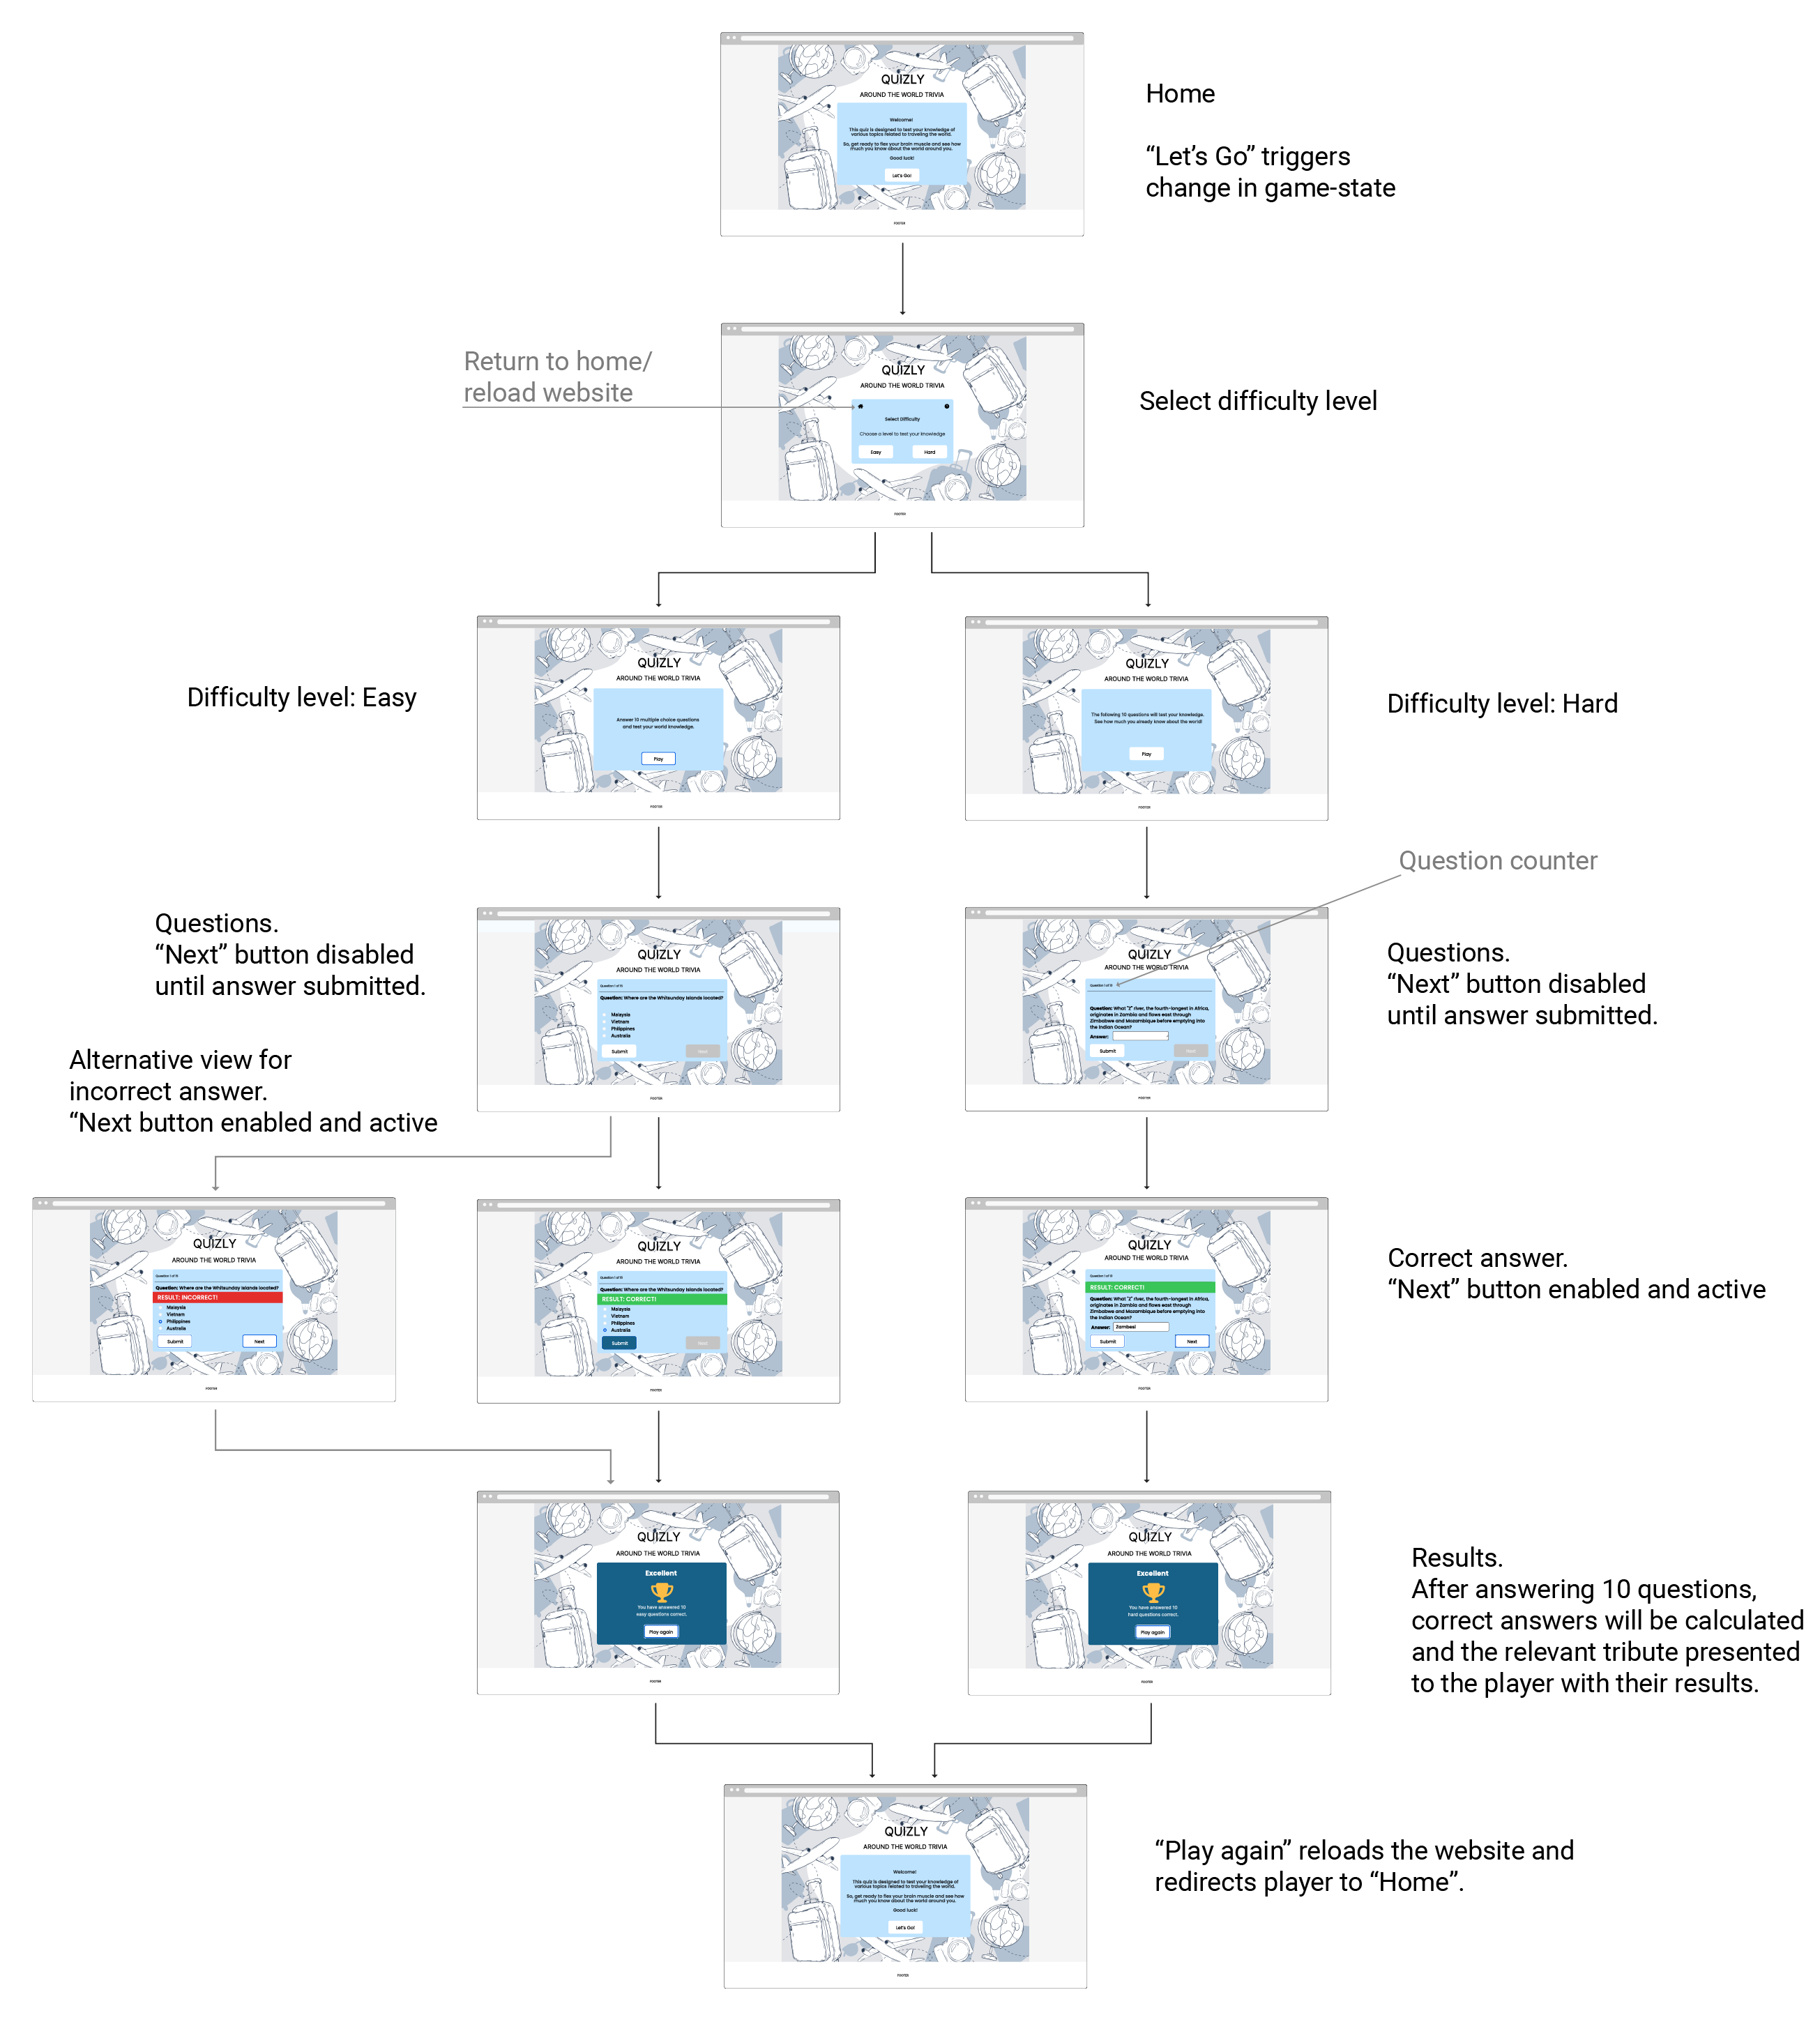 QUIZLY
AROUND THE WORLD TRIVIA
Welcome!
This quiz is designed to test your knowledge of
various topics related to traveling the world.
So, get ready to flex your brain muscle and see how
much you know about the world around you.
Good luck!
Let's Go!
FOOTER
Home
“Let’s Go” triggers
change in game-state
Return to home/
reload website
QUIZLY
AROUND THE WORLD TRIVIA
Select Difficulty
Choose a level to test your knowledge
Easy
Hard
FOOTER
Select difficulty level
Difficulty level: Easy
QUIZLY
AROUND THE WORLD TRIVIA
Answer 10 multiple choice questions
and test your world knowledge.
Play
FOOTER
QUIZLY
AROUND THE WORLD TRIVIA
The following 10 questions will test your knowledge.
See how much you already know about the world!
Play
FOOTER
Difficulty level: Hard
Question counter
Questions.
“Next” button disabled
until answer submitted.
QUIZLY
AROUND THE WORLD TRIVIA
Question 1 of 10
Question: Where are the Whitsunday Islands located?
Malaysia
Vietnam
Philippines
Australia
Submit
Next
FOOTER
QUIZLY
AROUND THE WORLD TRIVIA
Question 1 of 10
Question: What "Z" river, the fourth-longest in Africa,
originates in Zambia and flows east through
Zimbabwe and Mozambique before emptying into
the Indian Ocean?
Answer:
Submit
Next
FOOTER
Questions.
“Next” button disabled
until answer submitted.
Alternative view for
incorrect answer.
“Next button enabled and active
QUIZLY
AROUND THE WORLD TRIVIA
Question 1 of 10
Question: Where are the Whitsunday Islands located?
RESULT: INCORRECT!
Malaysia
Vietnam
Philippines
Australia
Submit
Next
FOOTER
QUIZLY
AROUND THE WORLD TRIVIA
Question 1 of 10
Question: Where are the Whitsunday Islands located?
RESULT: CORRECT!
Malaysia
Vietnam
Philippines
Australia
Submit
Next
FOOTER
QUIZLY
AROUND THE WORLD TRIVIA
Question 1 of 10
RESULT: CORRECT!
Question: What "Z" river, the fourth-longest in Africa,
originates in Zambia and flows east through
Zimbabwe and Mozambique before emptying into
the Indian Ocean?
Answer: Zambesi
Submit
Next
FOOTER
Correct answer.
“Next” button enabled and active
QUIZLY
AROUND THE WORLD TRIVIA
Excellent
You have answered 10
easy questions correct.
Play again
FOOTER
QUIZLY
AROUND THE WORLD TRIVIA
Excellent
You have answered 10
hard questions correct.
Play again
FOOTER
Results.
After answering 10 questions,
correct answers will be calculated
and the relevant tribute presented
to the player with their results.
QUIZLY
AROUND THE WORLD TRIVIA
Welcome!
This quiz is designed to test your knowledge of
various topics related to traveling the world.
So, get ready to flex your brain muscle and see how
much you know about the world around you.
Good luck!
Let's Go!
FOOTER
“Play again” reloads the website and
redirects player to “Home”.